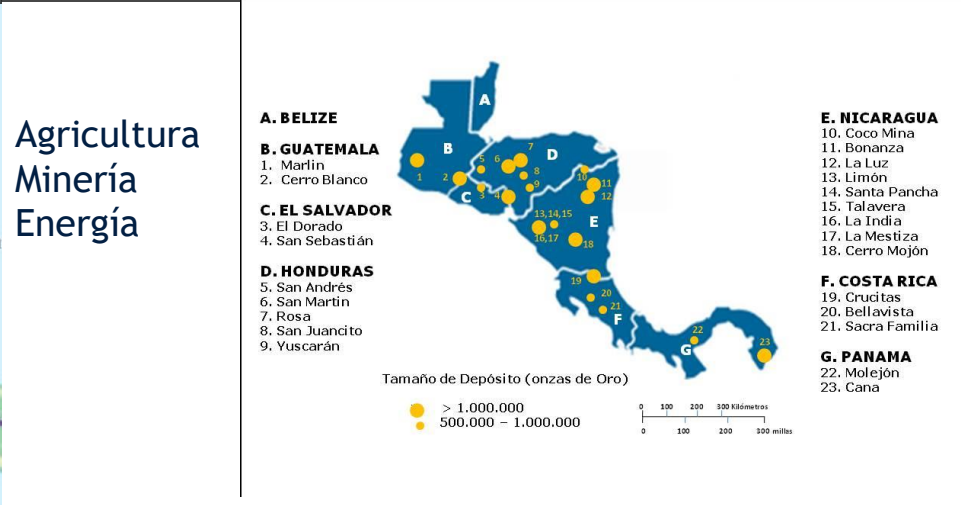 Agricultura
Minería
Energía
A. BELIZE
B. GUATEMALA
1. Marlin
2. Cerro Blanco
C. EL SALVADOR
3. El Dorado
4. San Sebastián
D. HONDURAS
5. San Andrés
6. San Martin
7. Rosa
8. San Juancito
9. Yuscarán
A
B
C
D
E
F
G
1
2
3
4
5
6
7
8
9
10
11
12
13,14,15
16,17
18
19
20
21
22
23
Tamaño de Depósito (onzas de Oro)
> 1.000.000
500.000 – 1.000.000
0 100 200 300 Kilómetros
0 100 200 300 millas
E. NICARAGUA
10. Coco Mina
11. Bonanza
12. La Luz
13. Limón
14. Santa Pancha
15. Talavera
16. La India
17. La Mestiza
18. Cerro Mojón
F. COSTA RICA
19. Crucitas
20. Bellavista
21. Sacra Familia
G. PANAMA
22. Molejón
23. Cana